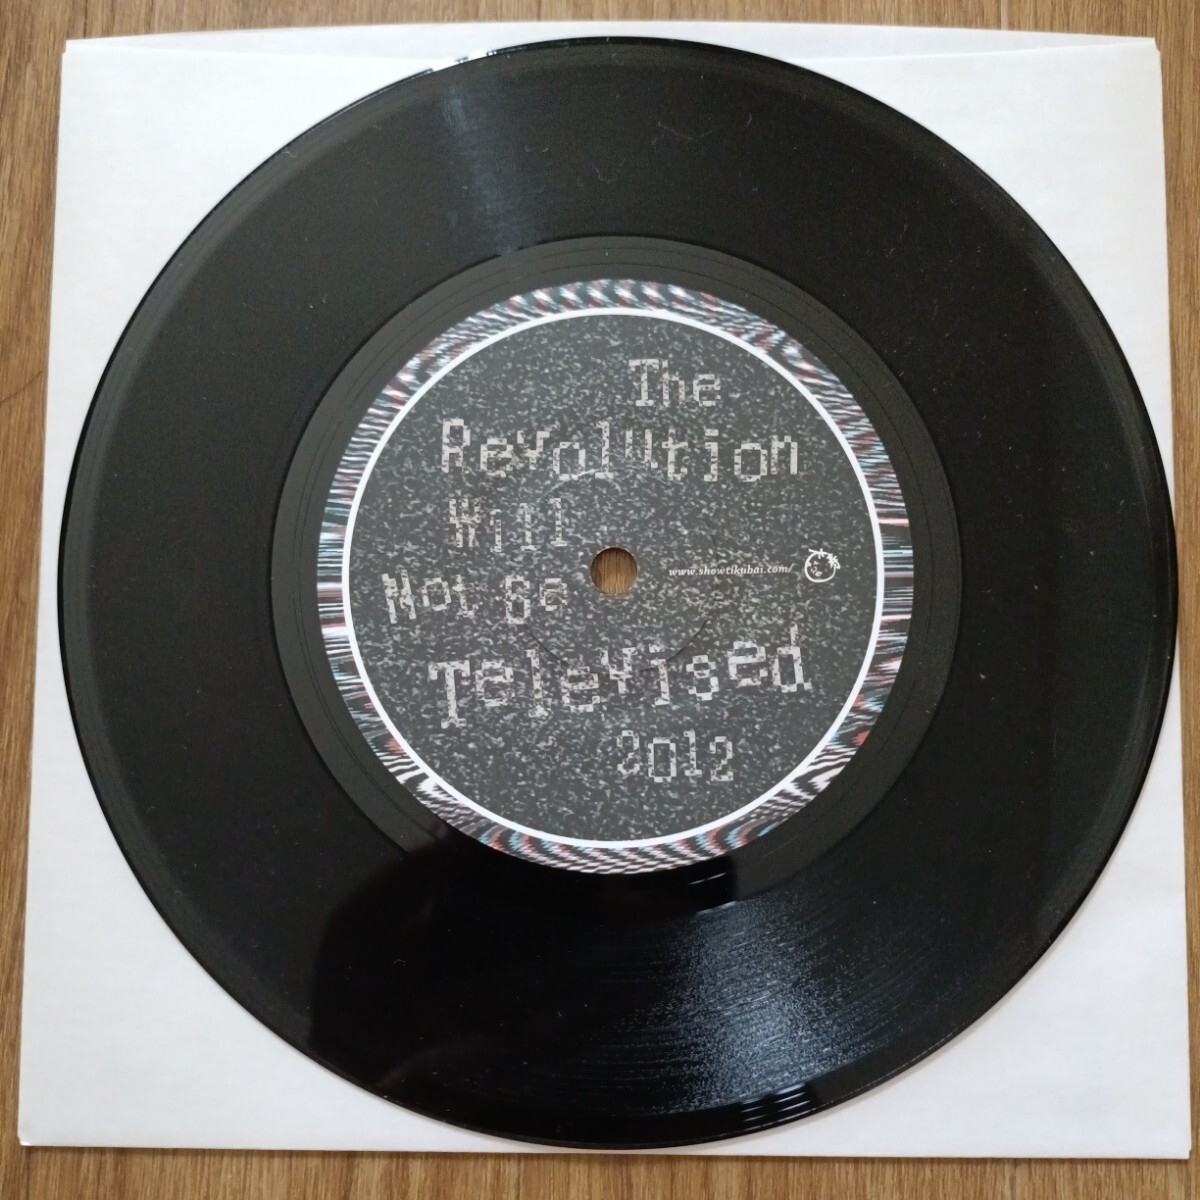 The
Revolution
Will
Not Be
Televised
2012
www.showtikubai.com/